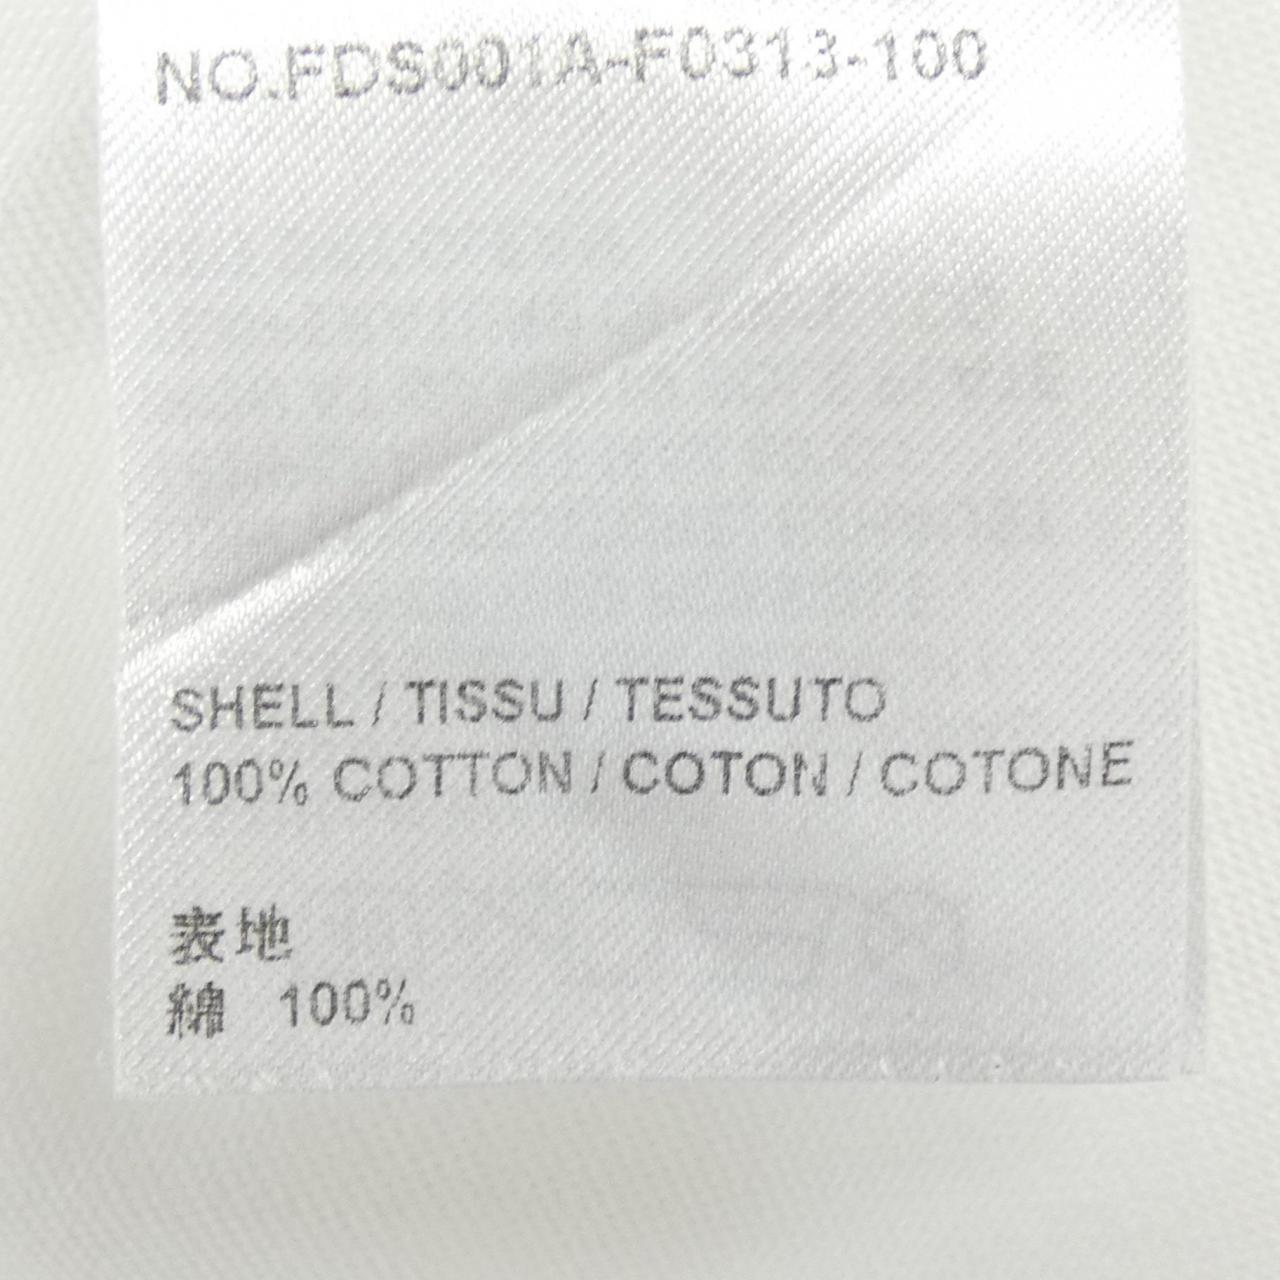 NO.FDS001A-F0313-100
SHELL / TISSU / TESSUTO
100% COTTON / COTON / COTONE
表地
綿 100%